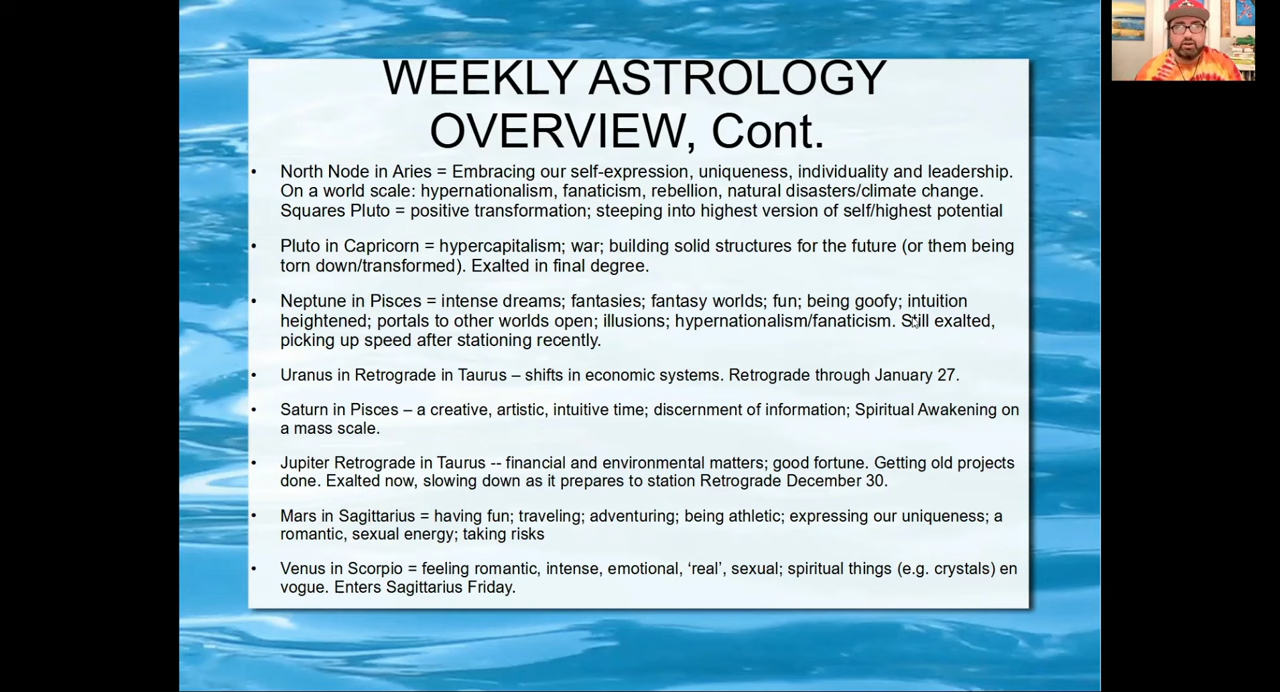 WEEKLY ASTROLOGY
OVERVIEW, Cont.
• North Node in Aries = Embracing our self-expression, uniqueness, individuality and leadership.
On a world scale: hypernationalism, fanaticism, rebellion, natural disasters/climate change.
Squares Pluto = positive transformation; steeping into highest version of self/highest potential
• Pluto in Capricorn = hypercapitalism; war; building solid structures for the future (or them being
torn down/transformed). Exalted in final degree.
• Neptune in Pisces = intense dreams; fantasies; fantasy worlds; fun; being goofy; intuition
heightened; portals to other worlds open; illusions; hypernationalism/fanaticism. Still exalted,
picking up speed after stationing recently.
• Uranus in Retrograde in Taurus – shifts in economic systems. Retrograde through January 27.
• Saturn in Pisces – a creative, artistic, intuitive time; discernment of information; Spiritual Awakening on
a mass scale.
• Jupiter Retrograde in Taurus -- financial and environmental matters; good fortune. Getting old projects
done. Exalted now, slowing down as it prepares to station Retrograde December 30.
• Mars in Sagittarius = having fun; traveling; adventuring; being athletic; expressing our uniqueness; a
romantic, sexual energy; taking risks
• Venus in Scorpio = feeling romantic, intense, emotional, ‘real’, sexual; spiritual things (e.g. crystals) en
vogue. Enters Sagittarius Friday.